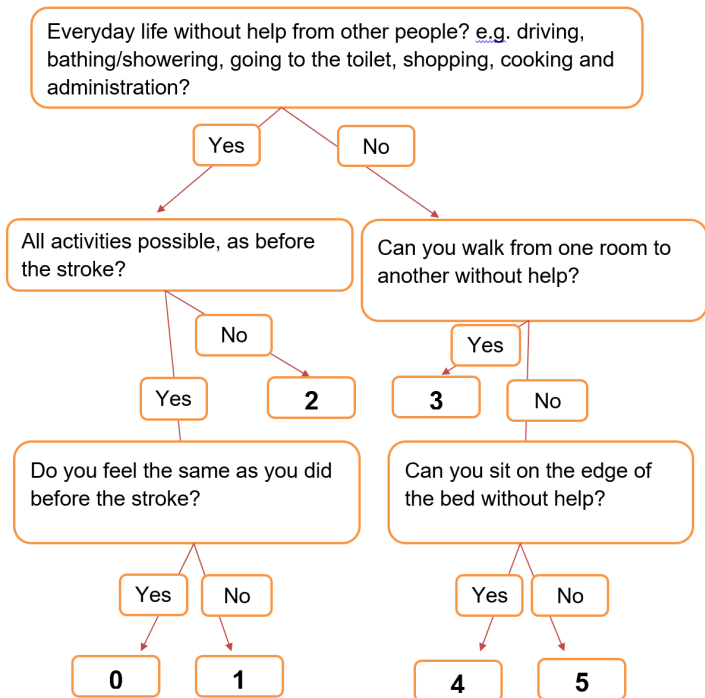 Everyday life without help from other people? e.g. driving,
bathing/showering, going to the toilet, shopping, cooking and
administration?
Yes
No
All activities possible, as before
the stroke?
Can you walk from one room to
another without help?
No
Yes
Yes
2
3
No
Do you feel the same as you did
before the stroke?
Can you sit on the edge of
the bed without help?
Yes
No
Yes
No
0
1
4
5